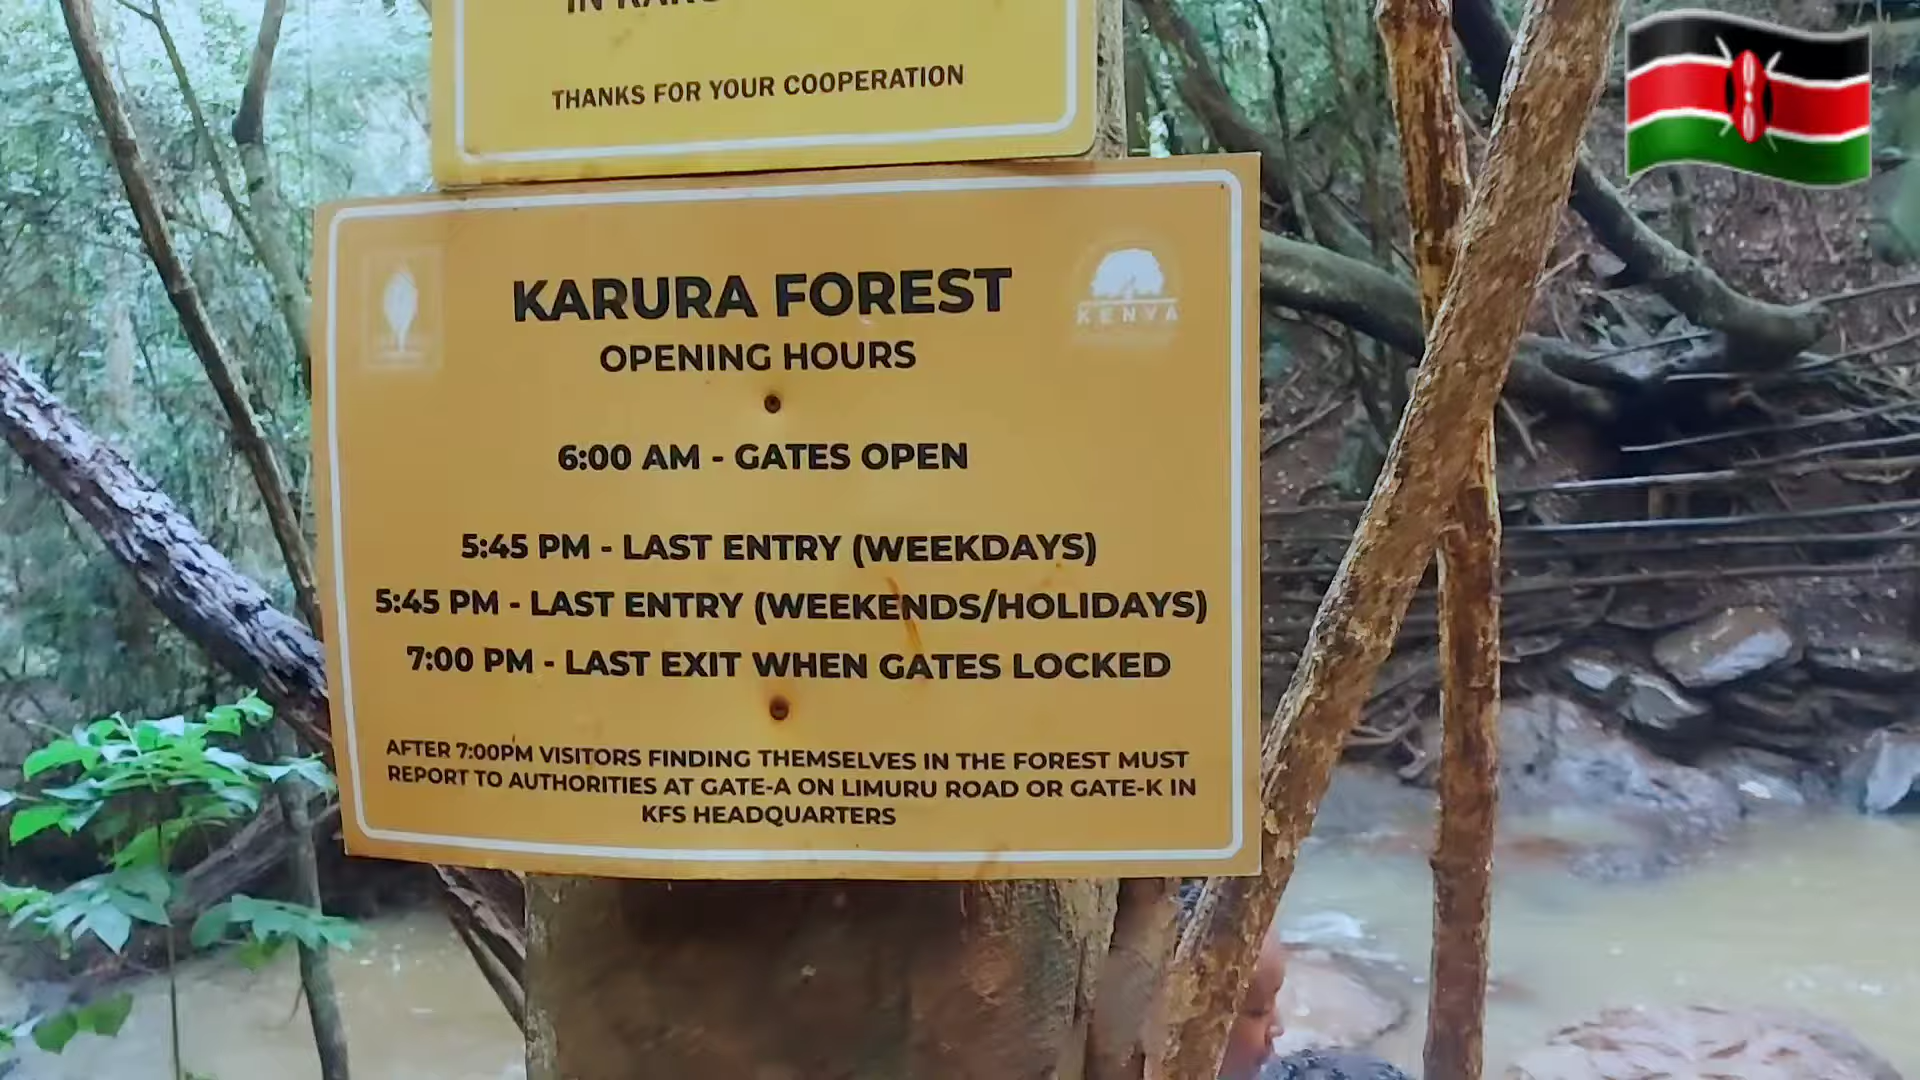 IN
THANKS FOR YOUR COOPERATION
KARURA FOREST
KENYA
OPENING HOURS
6:00 AM - GATES OPEN
5:45 PM - LAST ENTRY (WEEKDAYS)
5:45 PM - LAST ENTRY (WEEKENDS/HOLIDAYS)
7:00 PM - LAST EXIT WHEN GATES LOCKED
AFTER 7:00PM VISITORS FINDING THEMSELVES IN THE FOREST MUST
REPORT TO AUTHORITIES AT GATE-A ON LIMURU ROAD OR GATE-K IN
KFS HEADQUARTERS